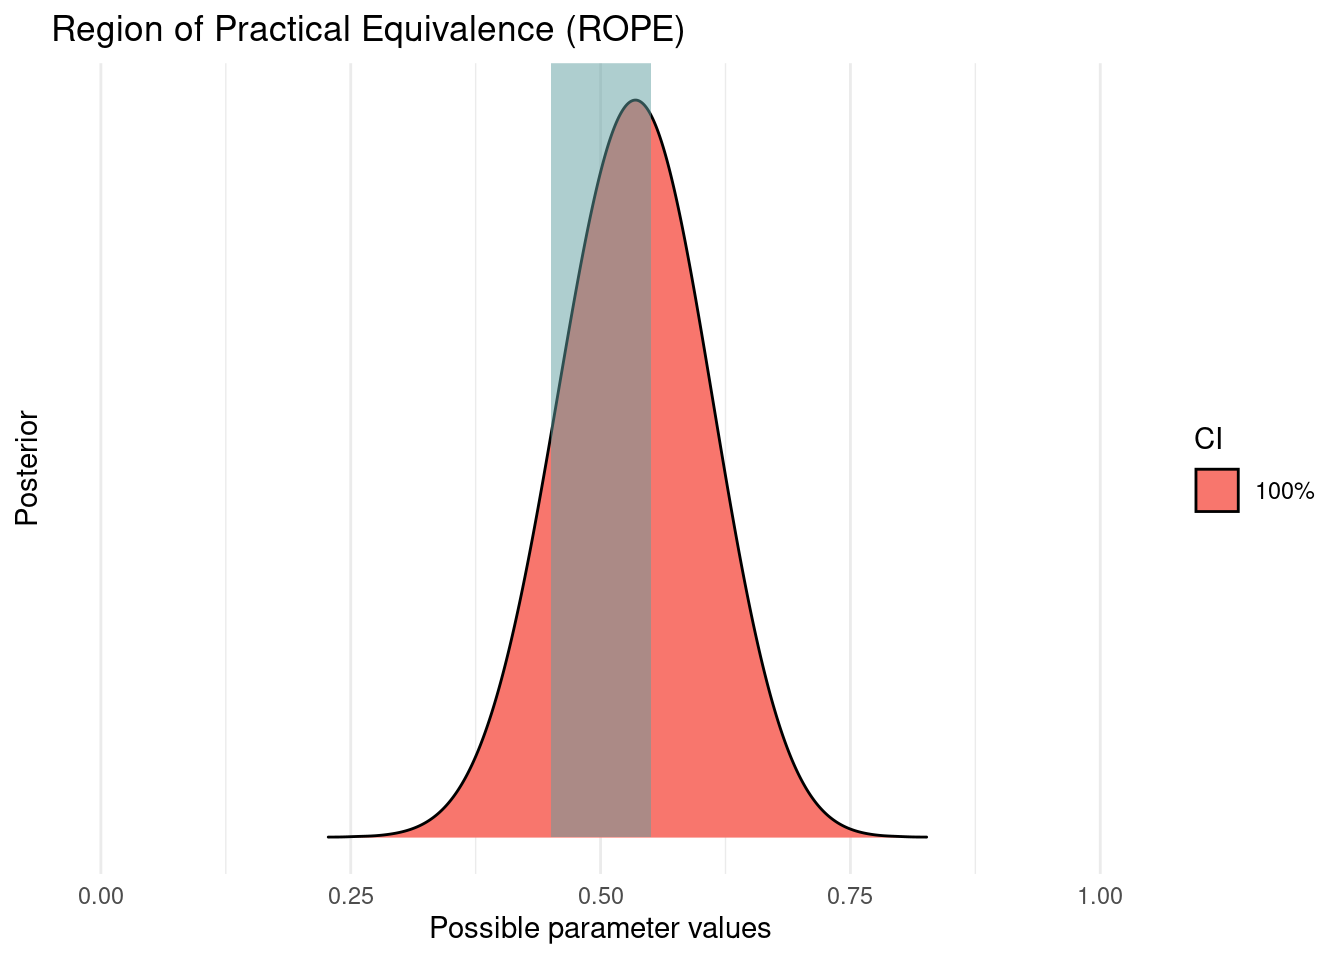 Region of Practical Equivalence (ROPE)
Posterior
CI
100%
0.00 0.25 0.50 0.75 1.00
Possible parameter values